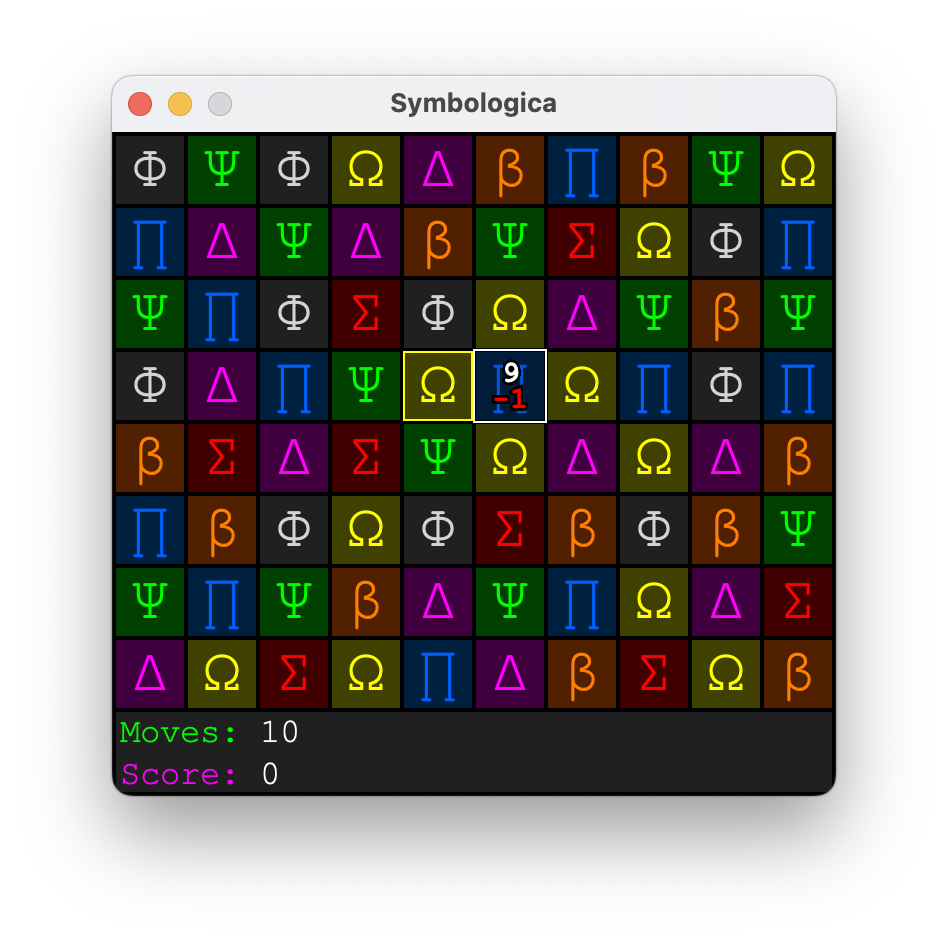 Symbologica
Φ Ψ Φ Ω Δ β Π β Ψ Ω
Π Δ Ψ Δ β Ψ Σ Ω Φ Π
Ψ Π Φ Σ Φ Ω Δ Ψ β Ψ
Φ Δ Π Ψ Ω Π 9 -1 Ω Π Φ Π
β Σ Δ Σ Ψ Ω Δ Ω Δ β
Π β Φ Ω Φ Σ β Φ β Ψ
Ψ Π Ψ β Δ Ψ Π Ω Δ Σ
Δ Ω Σ Ω Π Δ β Σ Ω β
Moves: 10
Score: 0